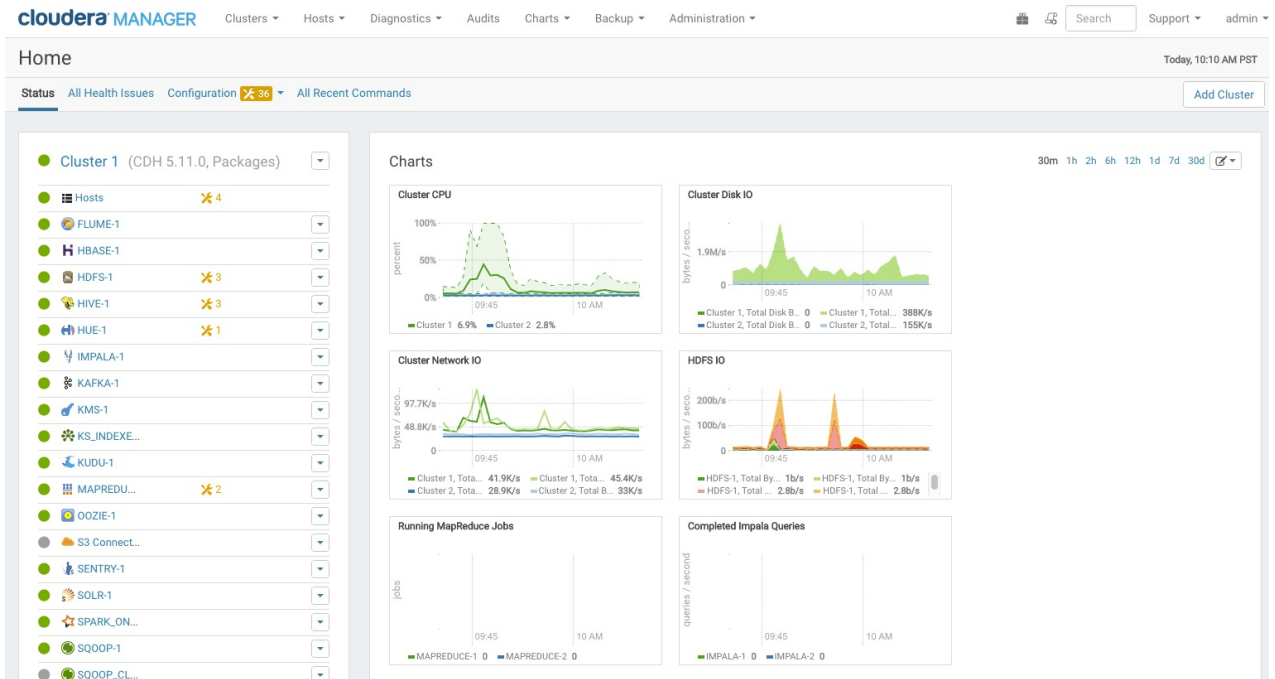 cloudera MANAGER Clusters Hosts Diagnostics Audits Charts Backup Administration Search Support admin
Home Today, 10:10 AM PST
Status All Health Issues Configuration 36 All Recent Commands Add Cluster
Cluster 1 (CDH 5.11.0, Packages)
Hosts 4
FLUME-1
HBASE-1
HDFS-1 3
HIVE-1 3
HUE-1 1
IMPALA-1
KAFKA-1
KMS-1
KS_INDEXE...
KUDU-1
MAPREDU... 2
OOZIE-1
S3 Connect...
SENTRY-1
SOLR-1
SPARK_ON...
SQOOP-1
SQOOP_CL...
Charts 30m 1h 2h 6h 12h 1d 7d 30d
Cluster CPU
percent
100%
50%
0%
09:45 10 AM
Cluster 1 6.9% Cluster 2 2.8%
Cluster Disk IO
bytes / seco...
1.9M/s
0
09:45 10 AM
Cluster 1, Total Disk B... 0 Cluster 1, Total... 388K/s
Cluster 2, Total Disk B... 0 Cluster 2, Total... 155K/s
Cluster Network IO
bytes / seco...
97.7K/s
48.8K/s
0
09:45 10 AM
Cluster 1, Tota... 41.9K/s Cluster 1, Tota... 45.4K/s
Cluster 2, Tota... 28.9K/s Cluster 2, Total B... 33K/s
HDFS IO
bytes / seco...
200b/s
100b/s
0
09:45 10 AM
HDFS-1, Total By... 1b/s HDFS-1, Total By... 1b/s
HDFS-1, Total ... 2.8b/s HDFS-1, Total ... 2.8b/s
Running MapReduce Jobs
jobs
09:45 10 AM
MAPREDUCE-1 0 MAPREDUCE-2 0
Completed Impala Queries
queries / second
09:45 10 AM
IMPALA-1 0 IMPALA-2 0